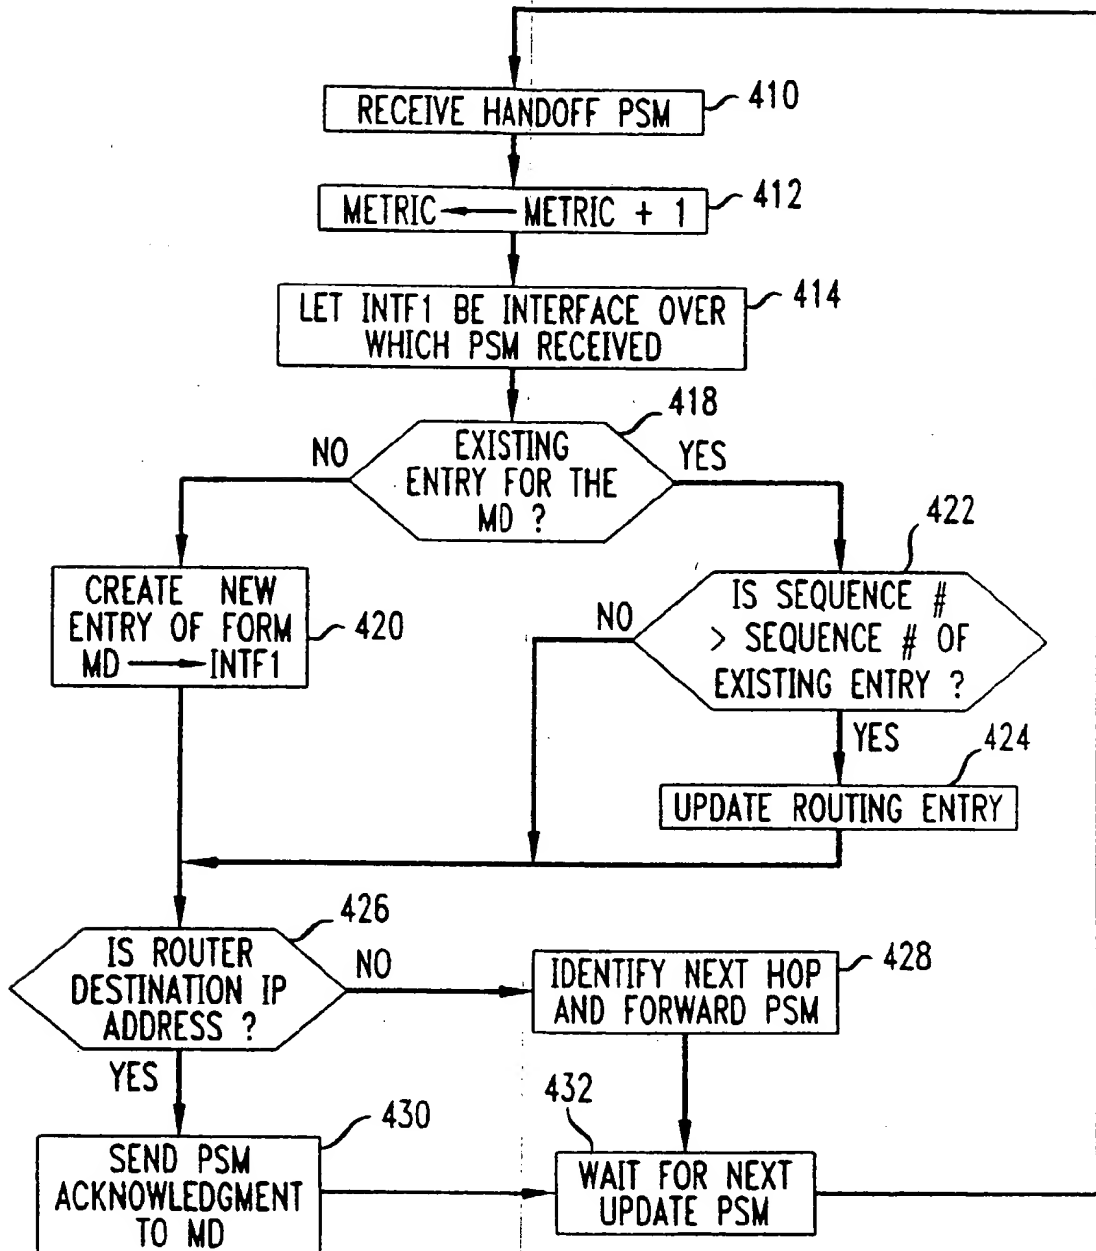 RECEIVE HANDOFF PSM
410
METRIC ← METRIC + 1
412
LET INTF1 BE INTERFACE OVER
WHICH PSM RECEIVED
414
418
EXISTING
ENTRY FOR THE
MD ?
NO
YES
CREATE NEW
ENTRY OF FORM
MD → INTF1
420
422
IS SEQUENCE #
> SEQUENCE # OF
EXISTING ENTRY ?
NO
YES
424
UPDATE ROUTING ENTRY
426
IS ROUTER
DESTINATION IP
ADDRESS ?
NO
YES
IDENTIFY NEXT HOP
AND FORWARD PSM
428
430
SEND PSM
ACKNOWLEDGMENT
TO MD
432
WAIT FOR NEXT
UPDATE PSM